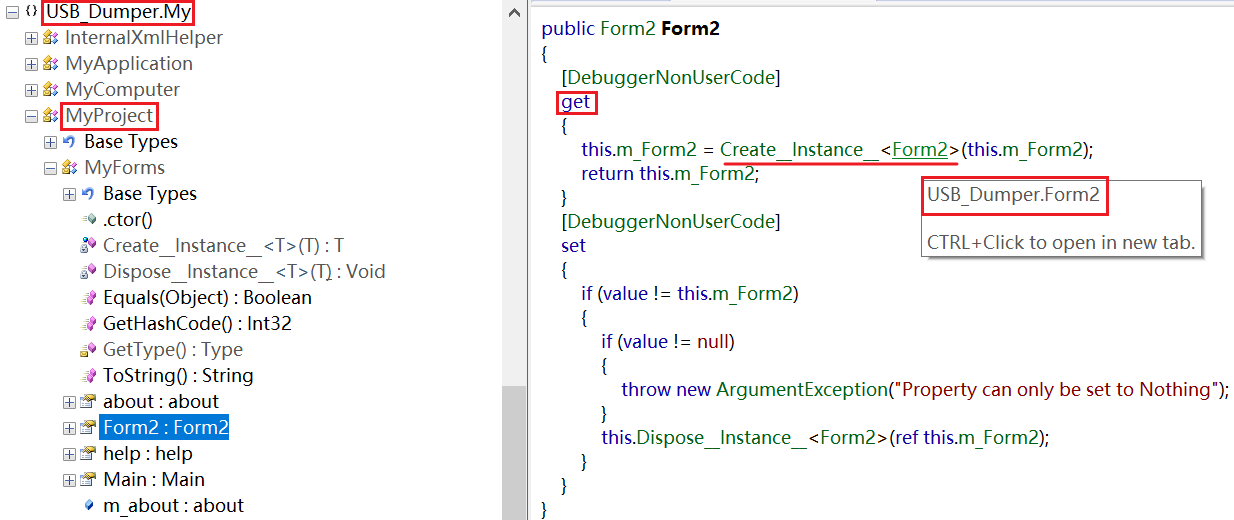 USB_Dumper.My
InternalXmlHelper
MyApplication
MyComputer
MyProject
Base Types
MyForms
Base Types
.ctor()
Create__Instance__<T>(T) : T
Dispose__Instance__<T>(T) : Void
Equals(Object) : Boolean
GetHashCode() : Int32
GetType() : Type
ToString() : String
about : about
Form2 : Form2
help : help
Main : Main
m_about : about
public Form2 Form2
{
[DebuggerNonUserCode]
get
{
this.m_Form2 = Create__Instance__<Form2>(this.m_Form2);
return this.m_Form2;
}
[DebuggerNonUserCode]
set
{
if (value != this.m_Form2)
{
if (value != null)
{
throw new ArgumentException("Property can only be set to Nothing");
}
this.Dispose__Instance__<Form2>(ref this.m_Form2);
}
}
}
USB_Dumper.Form2
CTRL+Click to open in new tab.